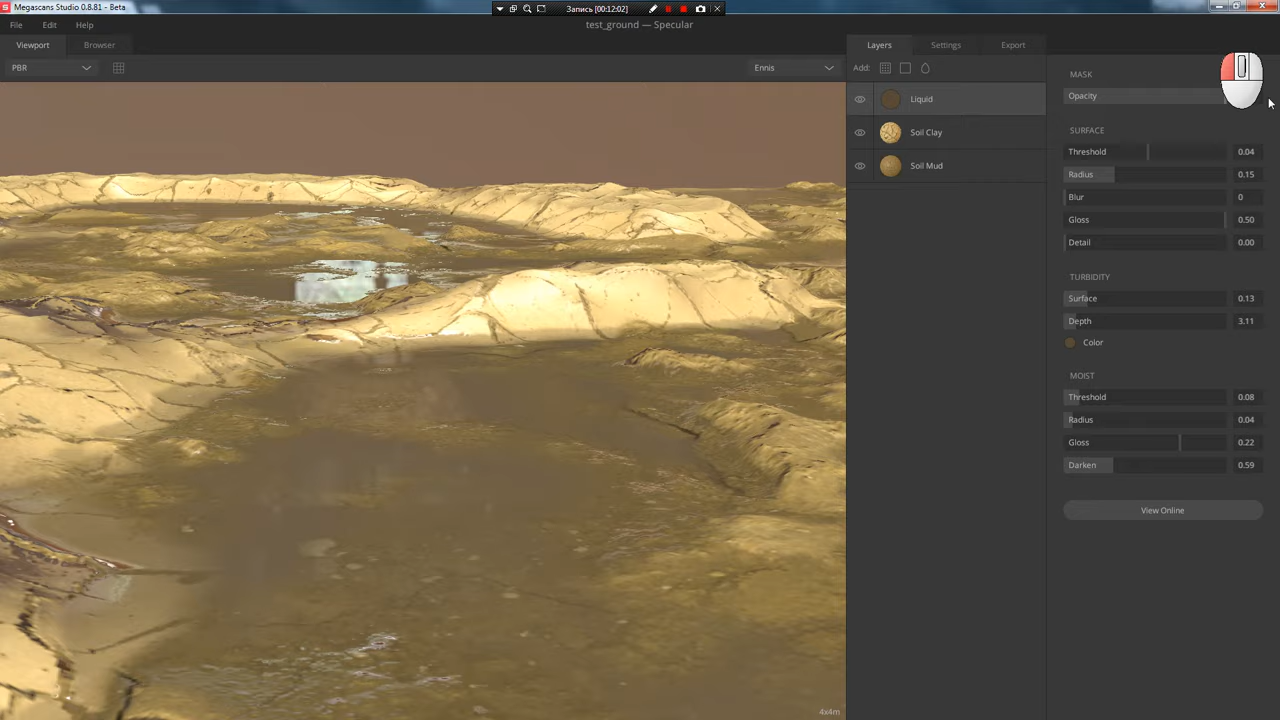 Megascans Studio 0.8.81 - Beta
Запись [00:12:02]
File Edit Help
test_ground — Specular
Viewport Browser
Layers Settings Export
PBR
Ennis
Add:
MASK
Opacity
Liquid
Soil Clay
Soil Mud
SURFACE
Threshold 0.04
Radius 0.15
Blur 0
Gloss 0.50
Detail 0.00
TURBIDITY
Surface 0.13
Depth 3.11
Color
MOIST
Threshold 0.08
Radius 0.04
Gloss 0.22
Darken 0.59
View Online
4x4m